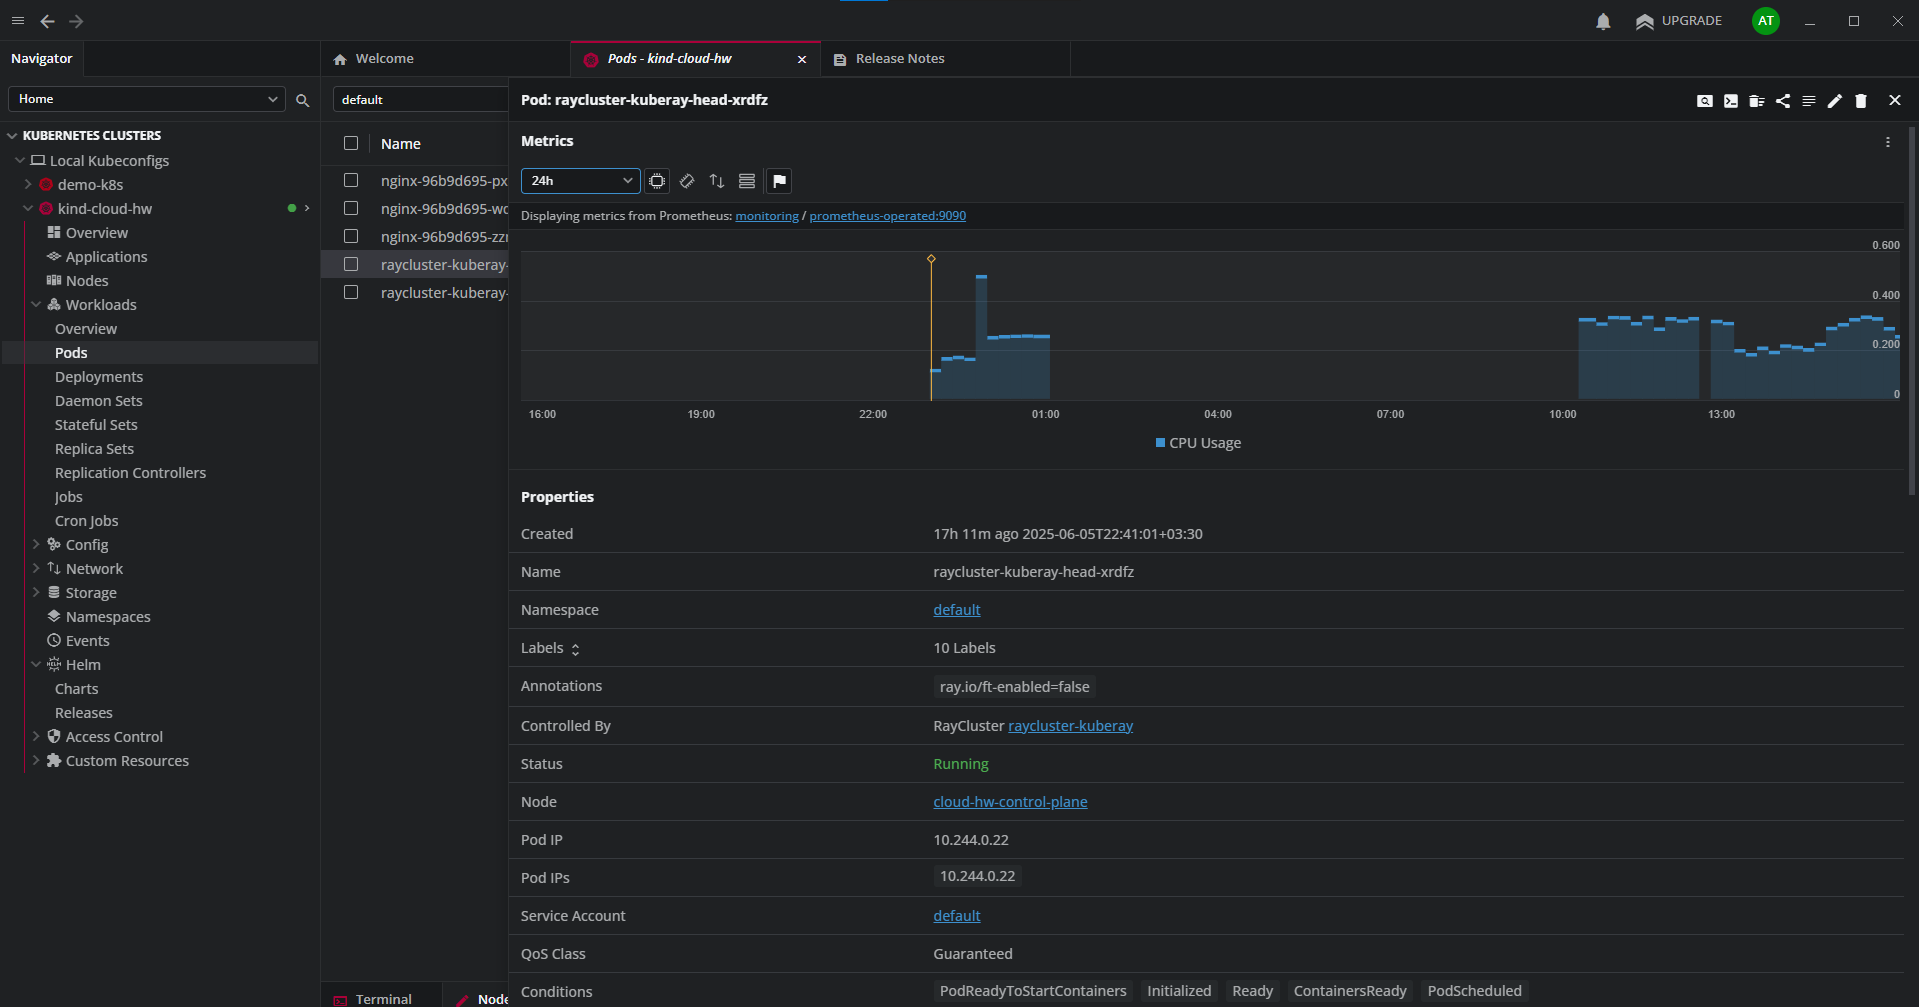 UPGRADE
AT
Navigator
Welcome
Pods - kind-cloud-hw
Release Notes
Home
KUBERNETES CLUSTERS
Local Kubeconfigs
demo-k8s
kind-cloud-hw
Overview
Applications
Nodes
Workloads
Overview
Pods
Deployments
Daemon Sets
Stateful Sets
Replica Sets
Replication Controllers
Jobs
Cron Jobs
Config
Network
Storage
Namespaces
Events
Helm
Charts
Releases
Access Control
Custom Resources
default
Name
nginx-96b9d695-px
nginx-96b9d695-wc
nginx-96b9d695-zzr
raycluster-kuberay-
raycluster-kuberay-
Terminal
Node
Pod: raycluster-kuberay-head-xrdfz
Metrics
24h
Displaying metrics from Prometheus: monitoring / prometheus-operated:9090
0.600
0.400
0.200
0
16:00 19:00 22:00 01:00 04:00 07:00 10:00 13:00
CPU Usage
Properties
Created 17h 11m ago 2025-06-05T22:41:01+03:30
Name raycluster-kuberay-head-xrdfz
Namespace default
Labels 10 Labels
Annotations ray.io/ft-enabled=false
Controlled By RayCluster raycluster-kuberay
Status Running
Node cloud-hw-control-plane
Pod IP 10.244.0.22
Pod IPs 10.244.0.22
Service Account default
QoS Class Guaranteed
Conditions PodReadyToStartContainers Initialized Ready ContainersReady PodScheduled